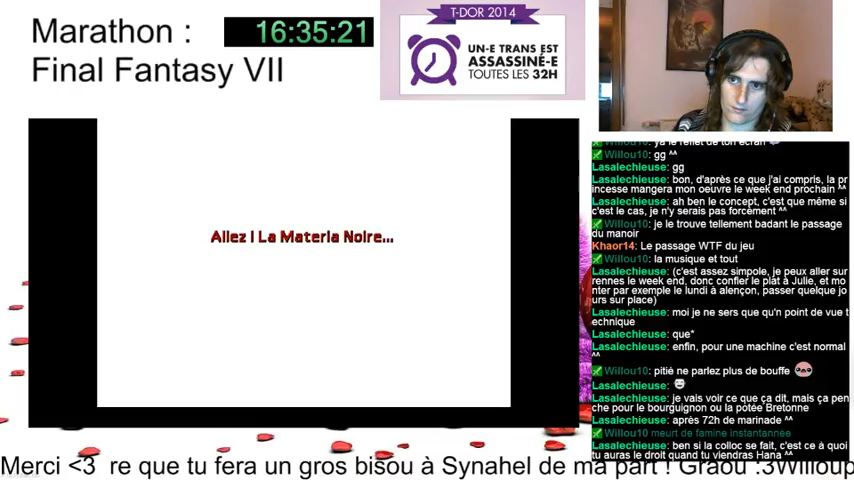 Marathon :
Final Fantasy VII
16:35:21
T-DOR 2014
UN-E TRANS EST
ASSASSINÉ-E
TOUTES LES 32H
Allez ! La Materia Noire...
Willou10: ya le reflet de ton écran
Willou10: gg ^^
Lasalechieuse: gg
Lasalechieuse: bon, d'après ce que j'ai compris, la pr
incesse mangera mon oeuvre le week end prochain ^^
Lasalechieuse: ah ben le concept, c'est que même si
c'est le cas, je n'y serais pas forcément ^^
Willou10: je le trouve tellement badant le passage
du manoir
Khaor14: Le passage WTF du jeu
Willou10: la musique et tout
Lasalechieuse: (c'est assez simpole, je peux aller sur
rennes le week end, donc confier le plat à Julie, et mo
nter par exemple le lundi à alençon, passer quelque jo
urs sur place)
Lasalechieuse: moi je ne sers que qu'n point de vue t
echnique
Lasalechieuse: que*
Lasalechieuse: enfin, pour une machine c'est normal
^^
Willou10: pitié ne parlez plus de bouffe
Lasalechieuse:
Lasalechieuse: je vais voir ce que ça dit, mais ça pen
che pour le bourguignon ou la potée Bretonne
Lasalechieuse: après 72h de marinade ^^
Willou10 meurt de famine instantannée
Lasalechieuse: ben si la colloc se fait, c'est ce à quoi
tu auras le droit quand tu viendras Hana ^^
Merci <3 re que tu fera un gros bisou à Synahel de ma part ! Graou :3Willoup